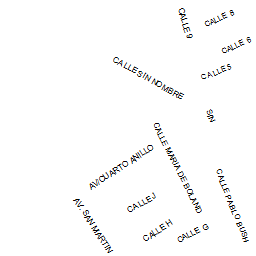 CALLE 9
CALLE 8
CALLE 6
CALLE 5
CALLE SIN NOMBRE
S/N
CALLE MARIA DE BOLAND
AV.CUARTO ANILLO
CALLE PABLO BUSH
CALLE J
AV. SAN MARTIN
CALLE H
CALLE G